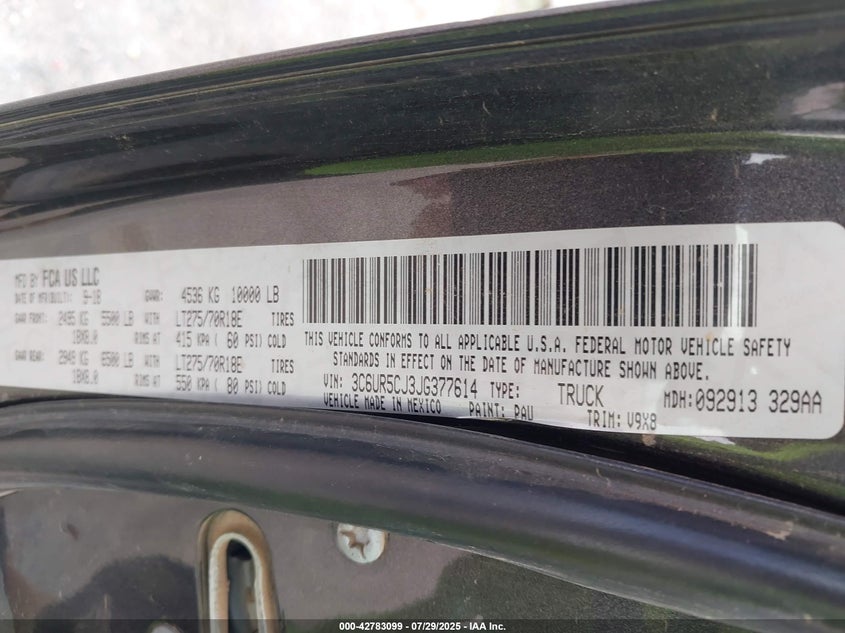 MFD BY FCA US LLC
DATE OF MFR(BUILT): 9-18 GVWR: 4536 KG 10000 LB
GAWR FRONT: 2495 KG 5500 LB WITH LT275/70R18E TIRES
18X8.0 RIMS AT 415 KPA ( 60 PSI) COLD
GAWR REAR: 2948 KG 6500 LB WITH LT275/70R18E TIRES
18X8.0 RIMS AT 550 KPA ( 80 PSI) COLD
THIS VEHICLE CONFORMS TO ALL APPLICABLE U.S.A. FEDERAL MOTOR VEHICLE SAFETY
STANDARDS IN EFFECT ON THE DATE OF MANUFACTURE SHOWN ABOVE.
VIN: 3C6UR5CJ3JG377614 TYPE: TRUCK MDH:092913 329AA
VEHICLE MADE IN MEXICO PAINT: PAU TRIM: V9X8
000-42783099 - 07/29/2025 - IAA Inc.